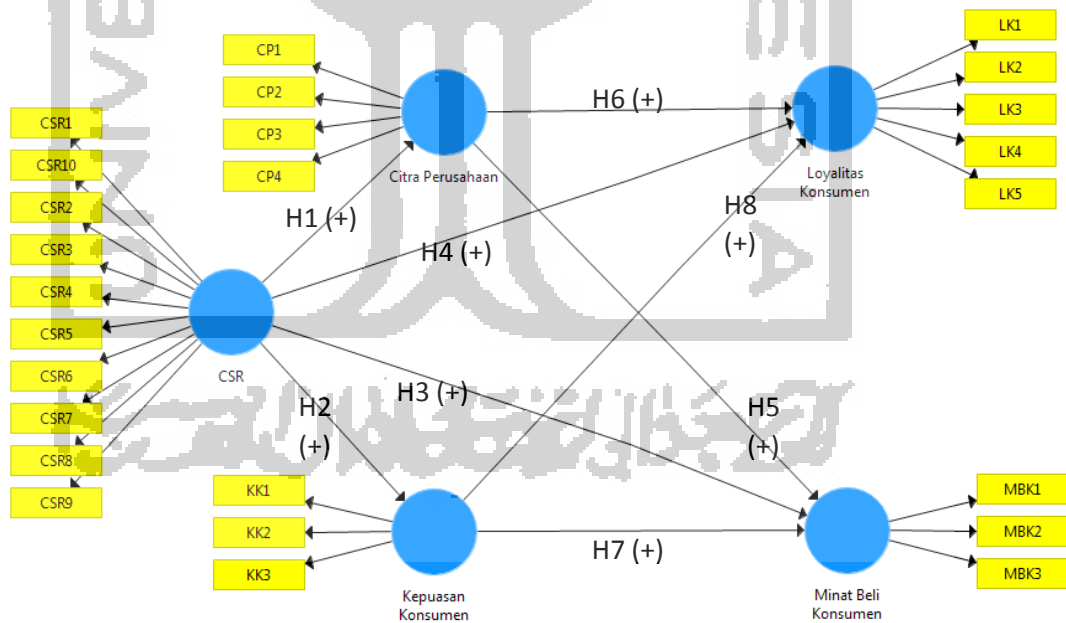 CP1
CP2
CP3
CP4
Citra Perusahaan
LK1
LK2
LK3
LK4
LK5
Loyalitas
Konsumen
CSR1
CSR10
CSR2
CSR3
CSR4
CSR5
CSR6
CSR7
CSR8
CSR9
CSR
H6 (+)
H1 (+)
H4 (+)
H8
(+)
H3 (+)
H2
(+)
H5
(+)
H7 (+)
KK1
KK2
KK3
Kepuasan
Konsumen
MBK1
MBK2
MBK3
Minat Beli
Konsumen